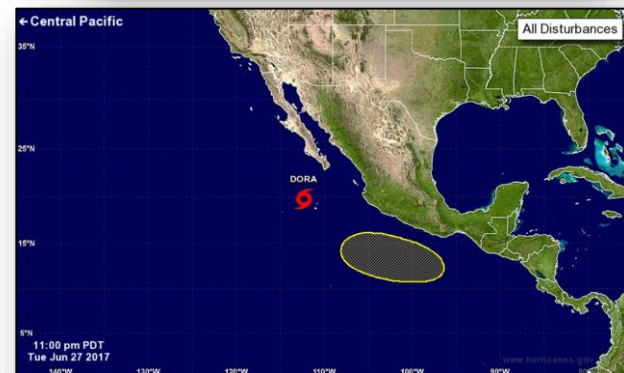 ← Central Pacific
All Disturbances
35°N
25°N
DORA
15°N
5°N
11:00 pm PDT
Tue Jun 27 2017
www.hurricanes.gov
140°W
130°W
120°W
110°W
100°W
90°W